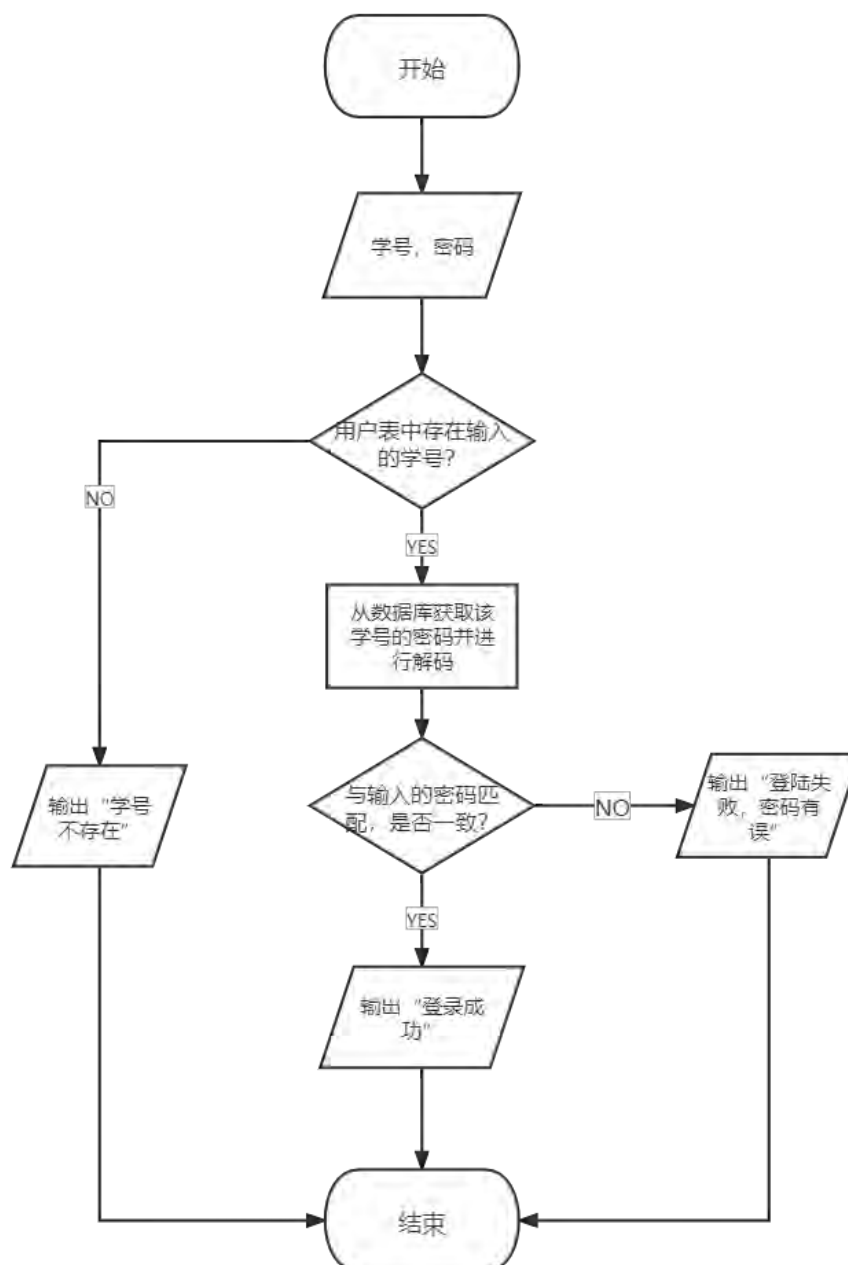 开始
学号，密码
用户表中存在输入
的学号？
NO
YES
从数据库获取该
学号的密码并进
行解码
输出“学号
不存在”
与输入的密码匹
配，是否一致？
NO
输出“登陆失
败，密码有
误”
YES
输出“登录成
功”
结束